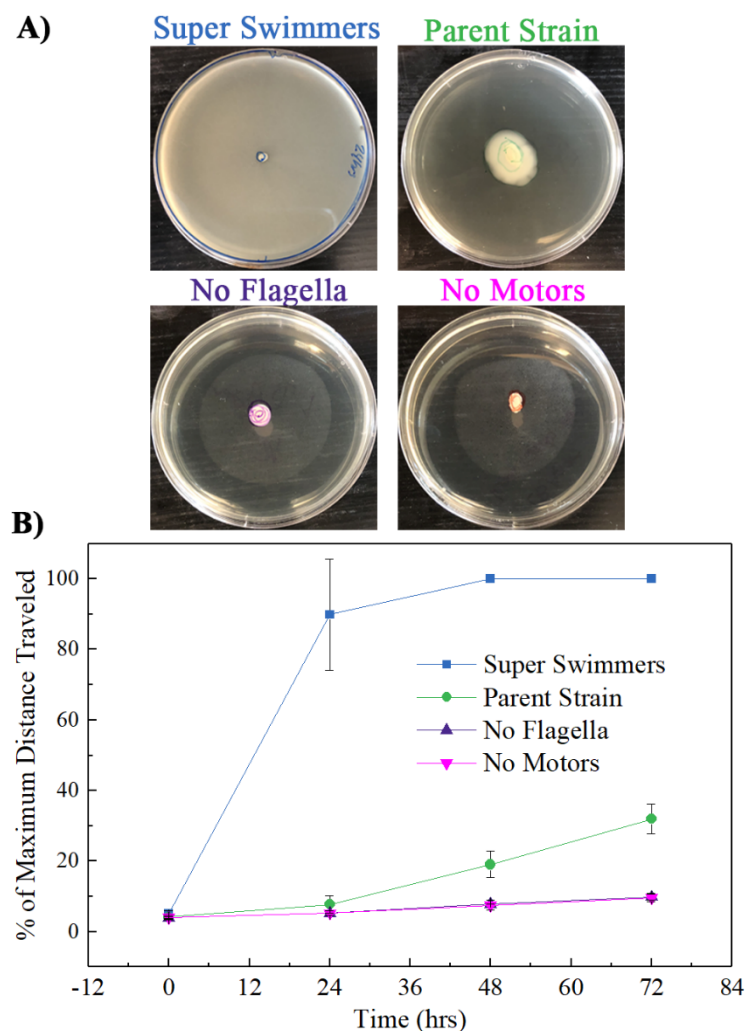 A)
Super Swimmers
Parent Strain
No Flagella
No Motors
B)
% of Maximum Distance Traveled
100
80
60
40
20
0
Super Swimmers
Parent Strain
No Flagella
No Motors
-12 0 12 24 36 48 60 72 84
Time (hrs)